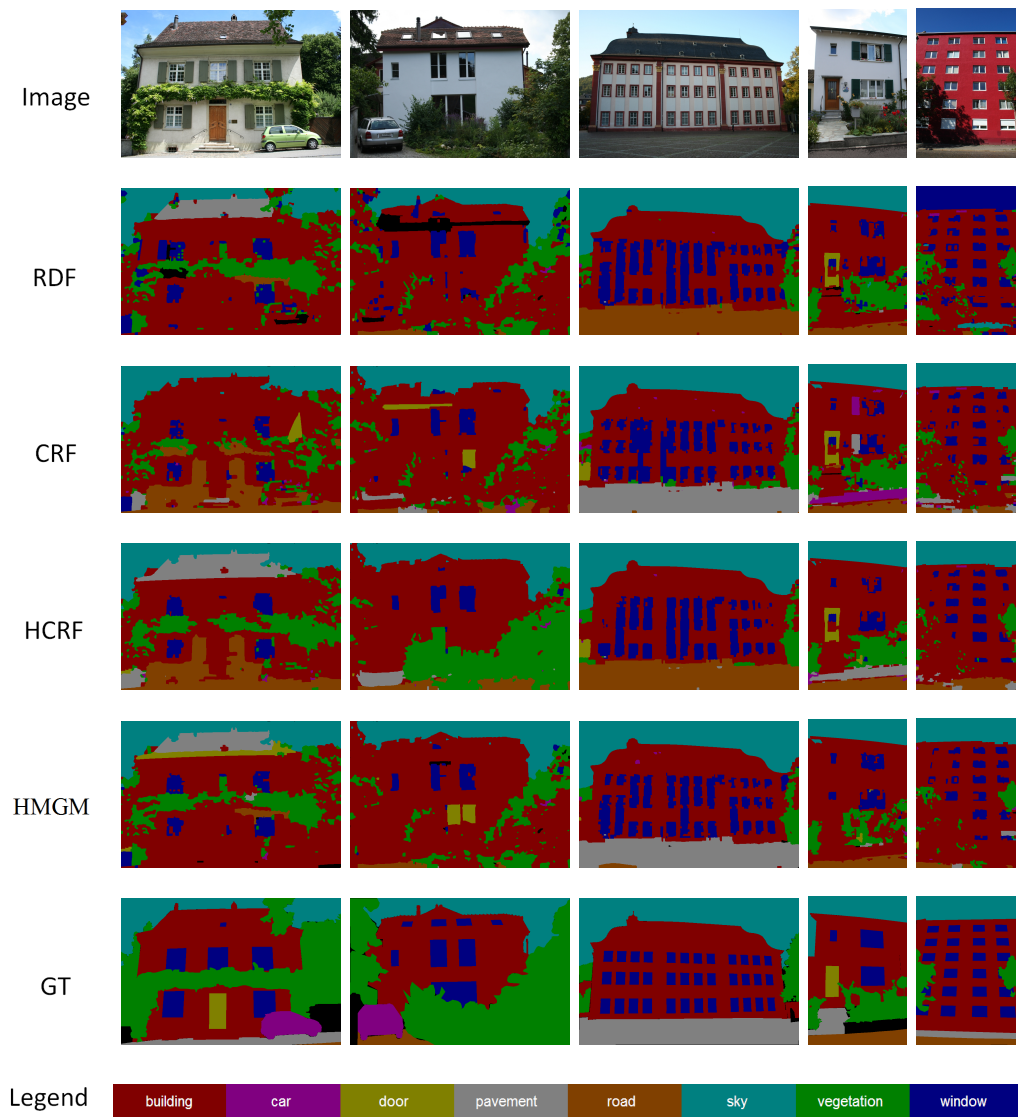 Image
RDF
CRF
HCRF
HMGM
GT
Legend building car door pavement road sky vegetation window